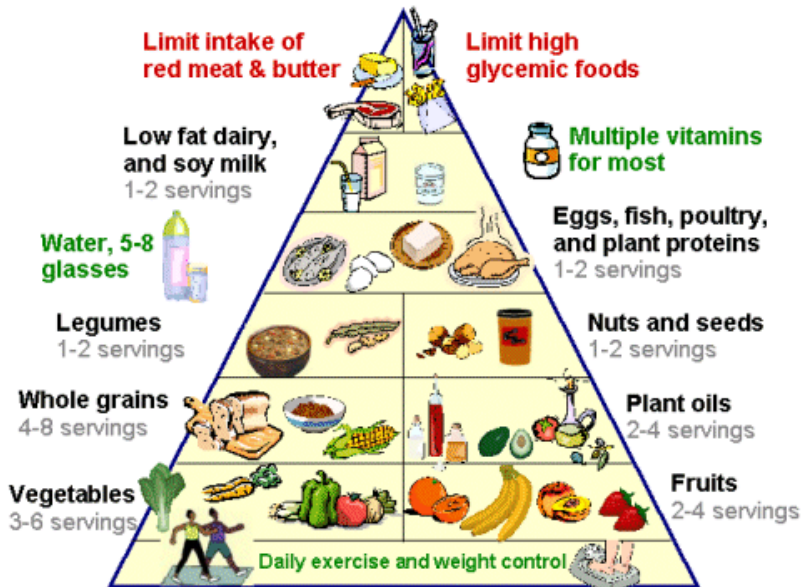 Limit intake of
red meat & butter
Limit high
glycemic foods
Low fat dairy,
and soy milk
1-2 servings
Multiple vitamins
for most
Water, 5-8
glasses
Eggs, fish, poultry,
and plant proteins
1-2 servings
Legumes
1-2 servings
Nuts and seeds
1-2 servings
Whole grains
4-8 servings
Plant oils
2-4 servings
Vegetables
3-6 servings
Fruits
2-4 servings
Daily exercise and weight control